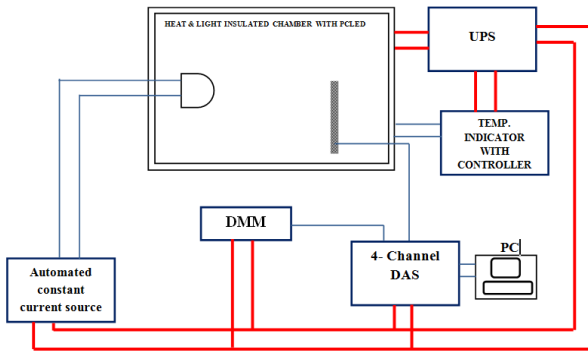 HEAT & LIGHT INSULATED CHAMBER WITH PCLED
UPS
TEMP.
INDICATOR
WITH
CONTROLLER
DMM
4- Channel
DAS
PC
Automated
constant
current source